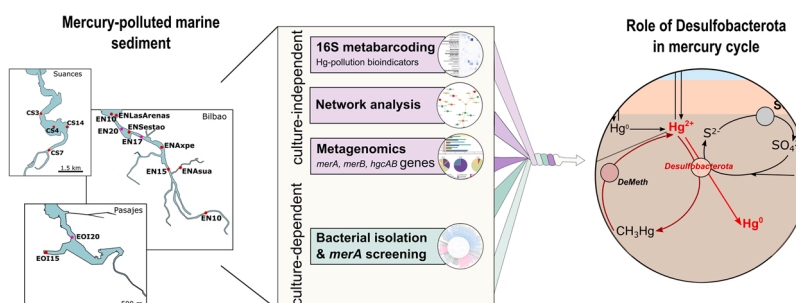 Mercury-polluted marine
sediment
Suances
CS3
CS4
CS14
CS7
1.5 km
Bilbao
EN10
ENLasArenas
EN20
ENSestao
EN17
ENAxpe
EN15
ENAsua
EN10
Pasajes
EOI20
EOI15
culture-independent
culture-dependent
16S metabarcoding
Hg-pollution bioindicators
Network analysis
Metagenomics
merA, merB, hgcAB genes
Bacterial isolation
& merA screening
Role of Desulfobacterota
in mercury cycle
Hg⁰
Hg²⁺
S²⁻
S
SO₄
Desulfobacterota
DeMeth
CH₃Hg
Hg⁰